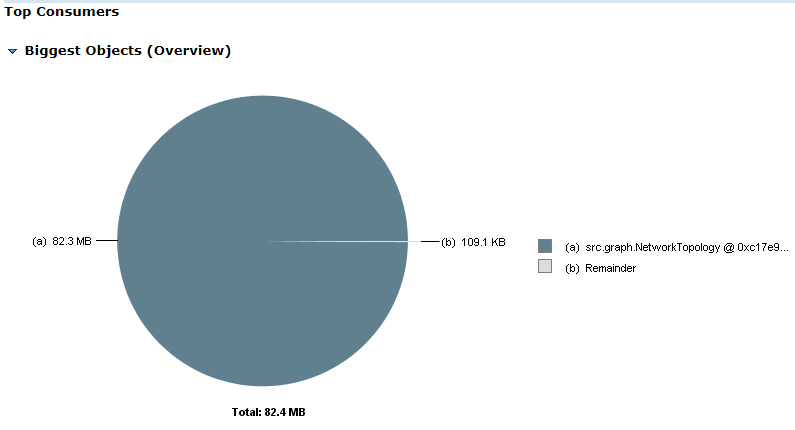 Top Consumers
Biggest Objects (Overview)
(a) 82.3 MB
(b) 109.1 KB
(a) src.graph.NetworkTopology @ 0xc17e9...
(b) Remainder
Total: 82.4 MB